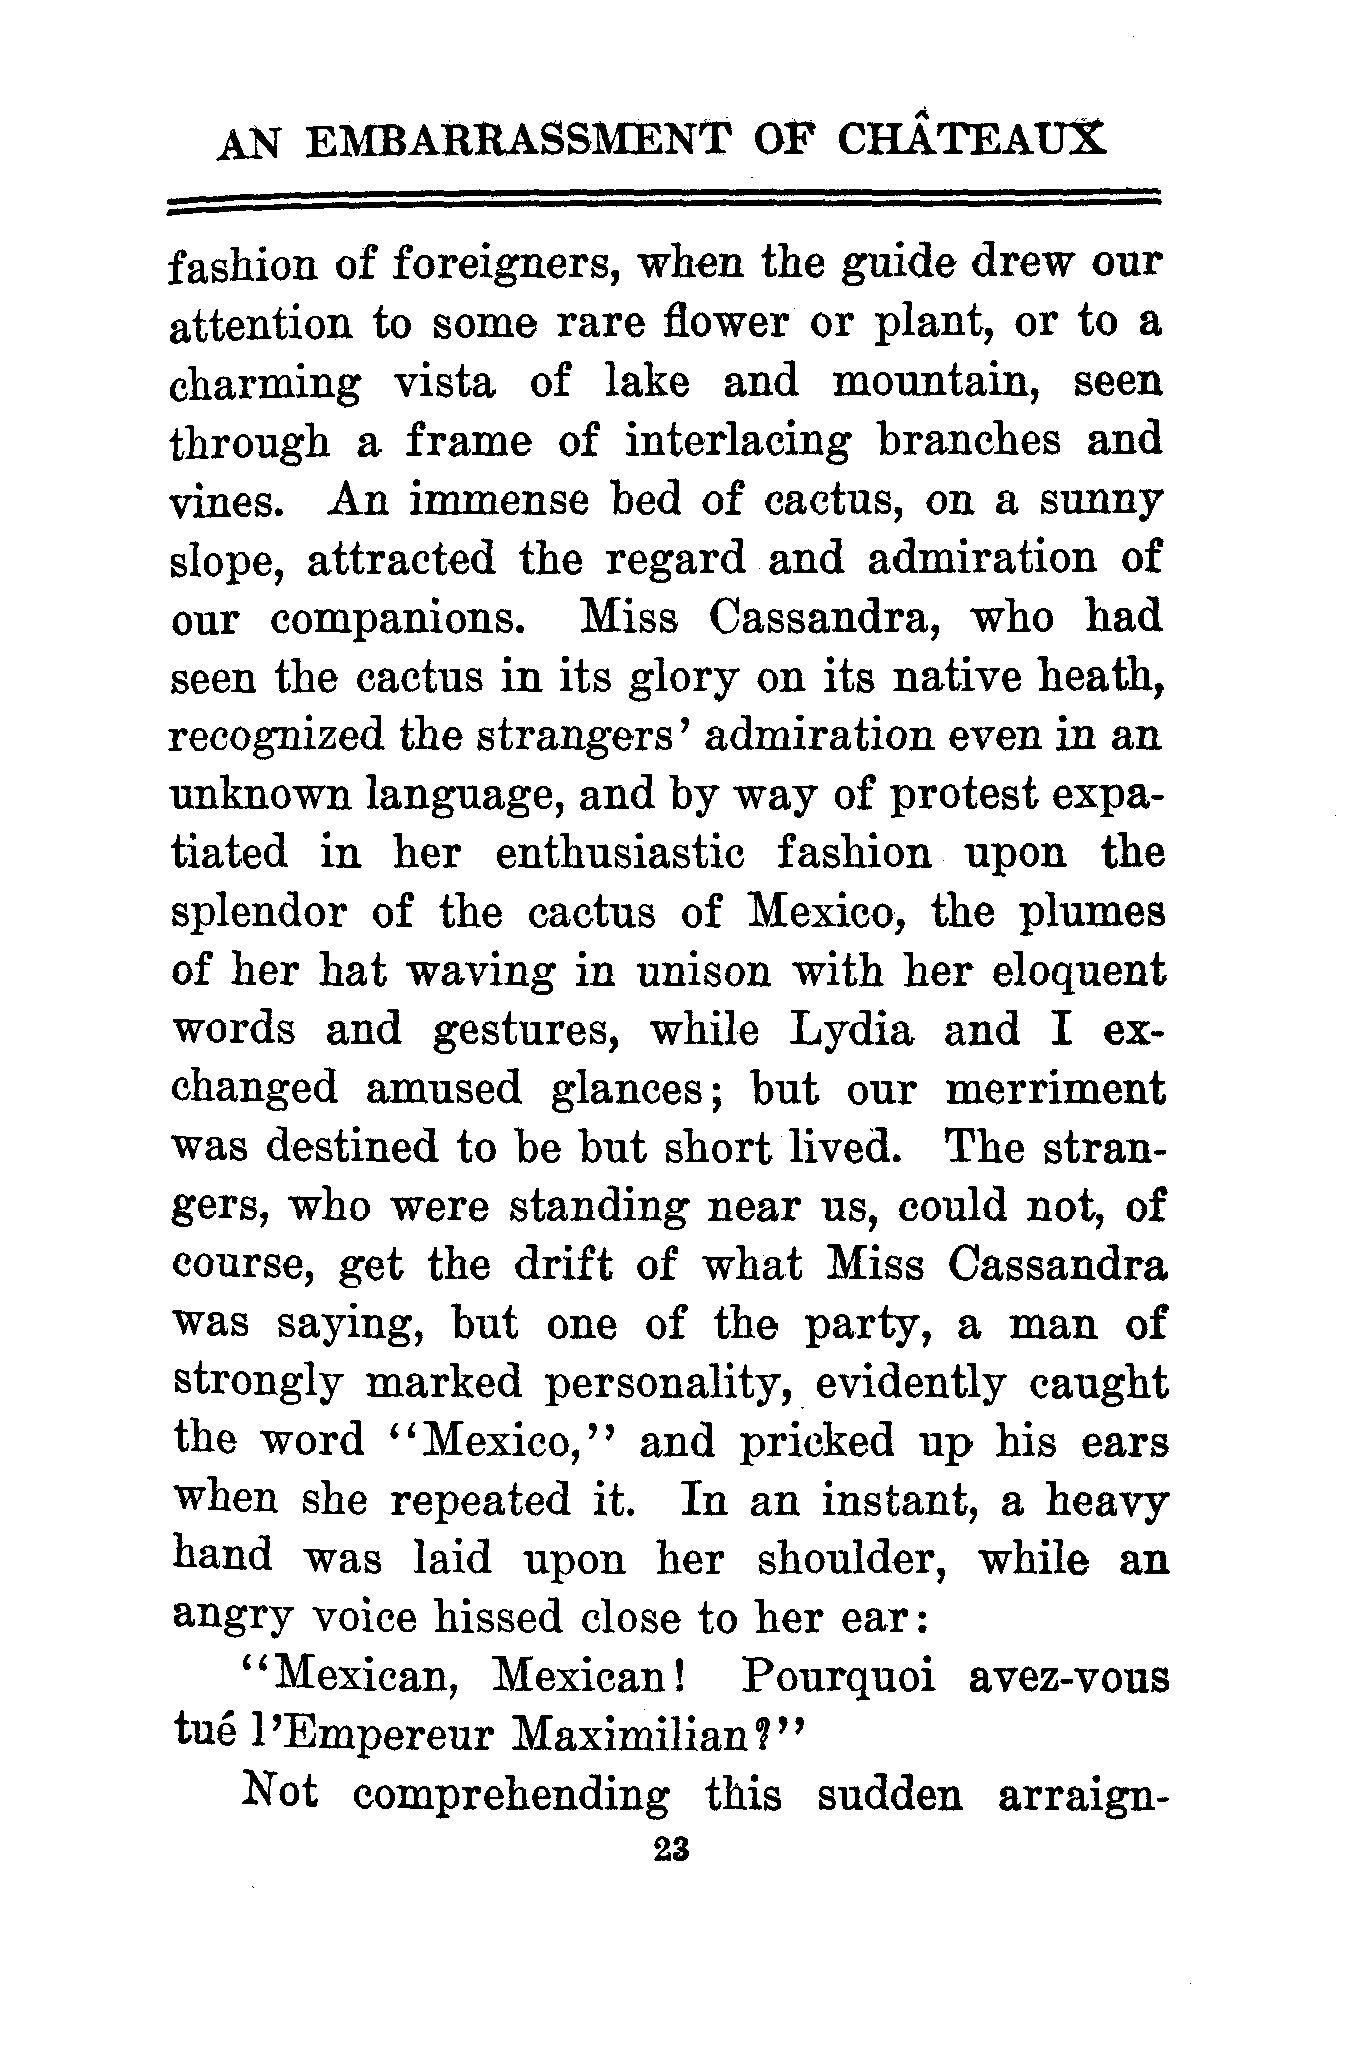 AN EMBARRASSMENT OF CHÂTEAUX
fashion of foreigners, when the guide drew our
attention to some rare flower or plant, or to a
charming vista of lake and mountain, seen
through a frame of interlacing branches and
vines. An immense bed of cactus, on a sunny
slope, attracted the regard and admiration of
our companions. Miss Cassandra, who had
seen the cactus in its glory on its native heath,
recognized the strangers' admiration even in an
unknown language, and by way of protest expa-
tiated in her enthusiastic fashion upon the
splendor of the cactus of Mexico, the plumes
of her hat waving in unison with her eloquent
words and gestures, while Lydia and I ex-
changed amused glances; but our merriment
was destined to be but short lived. The stran-
gers, who were standing near us, could not, of
course, get the drift of what Miss Cassandra
was saying, but one of the party, a man of
strongly marked personality, evidently caught
the word "Mexico," and pricked up his ears
when she repeated it. In an instant, a heavy
hand was laid upon her shoulder, while an
angry voice hissed close to her ear:
"Mexican, Mexican! Pourquoi avez-vous
tué l'Empereur Maximilian?"
Not comprehending this sudden arraign-
23